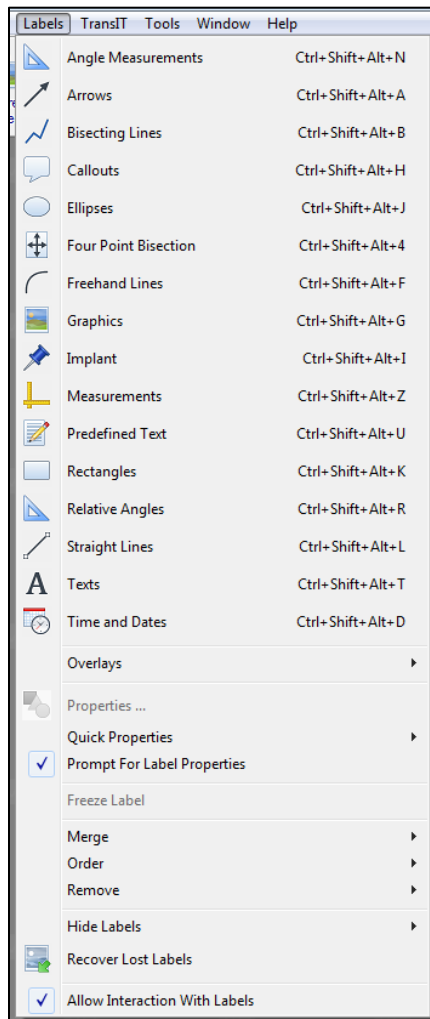 Labels TransIT Tools Window Help
Angle Measurements Ctrl+Shift+Alt+N
Arrows Ctrl+Shift+Alt+A
Bisecting Lines Ctrl+Shift+Alt+B
Callouts Ctrl+Shift+Alt+H
Ellipses Ctrl+Shift+Alt+J
Four Point Bisection Ctrl+Shift+Alt+4
Freehand Lines Ctrl+Shift+Alt+F
Graphics Ctrl+Shift+Alt+G
Implant Ctrl+Shift+Alt+I
Measurements Ctrl+Shift+Alt+Z
Predefined Text Ctrl+Shift+Alt+U
Rectangles Ctrl+Shift+Alt+K
Relative Angles Ctrl+Shift+Alt+R
Straight Lines Ctrl+Shift+Alt+L
A Texts Ctrl+Shift+Alt+T
Time and Dates Ctrl+Shift+Alt+D
Overlays
Properties ...
Quick Properties
Prompt For Label Properties
Freeze Label
Merge
Order
Remove
Hide Labels
Recover Lost Labels
Allow Interaction With Labels